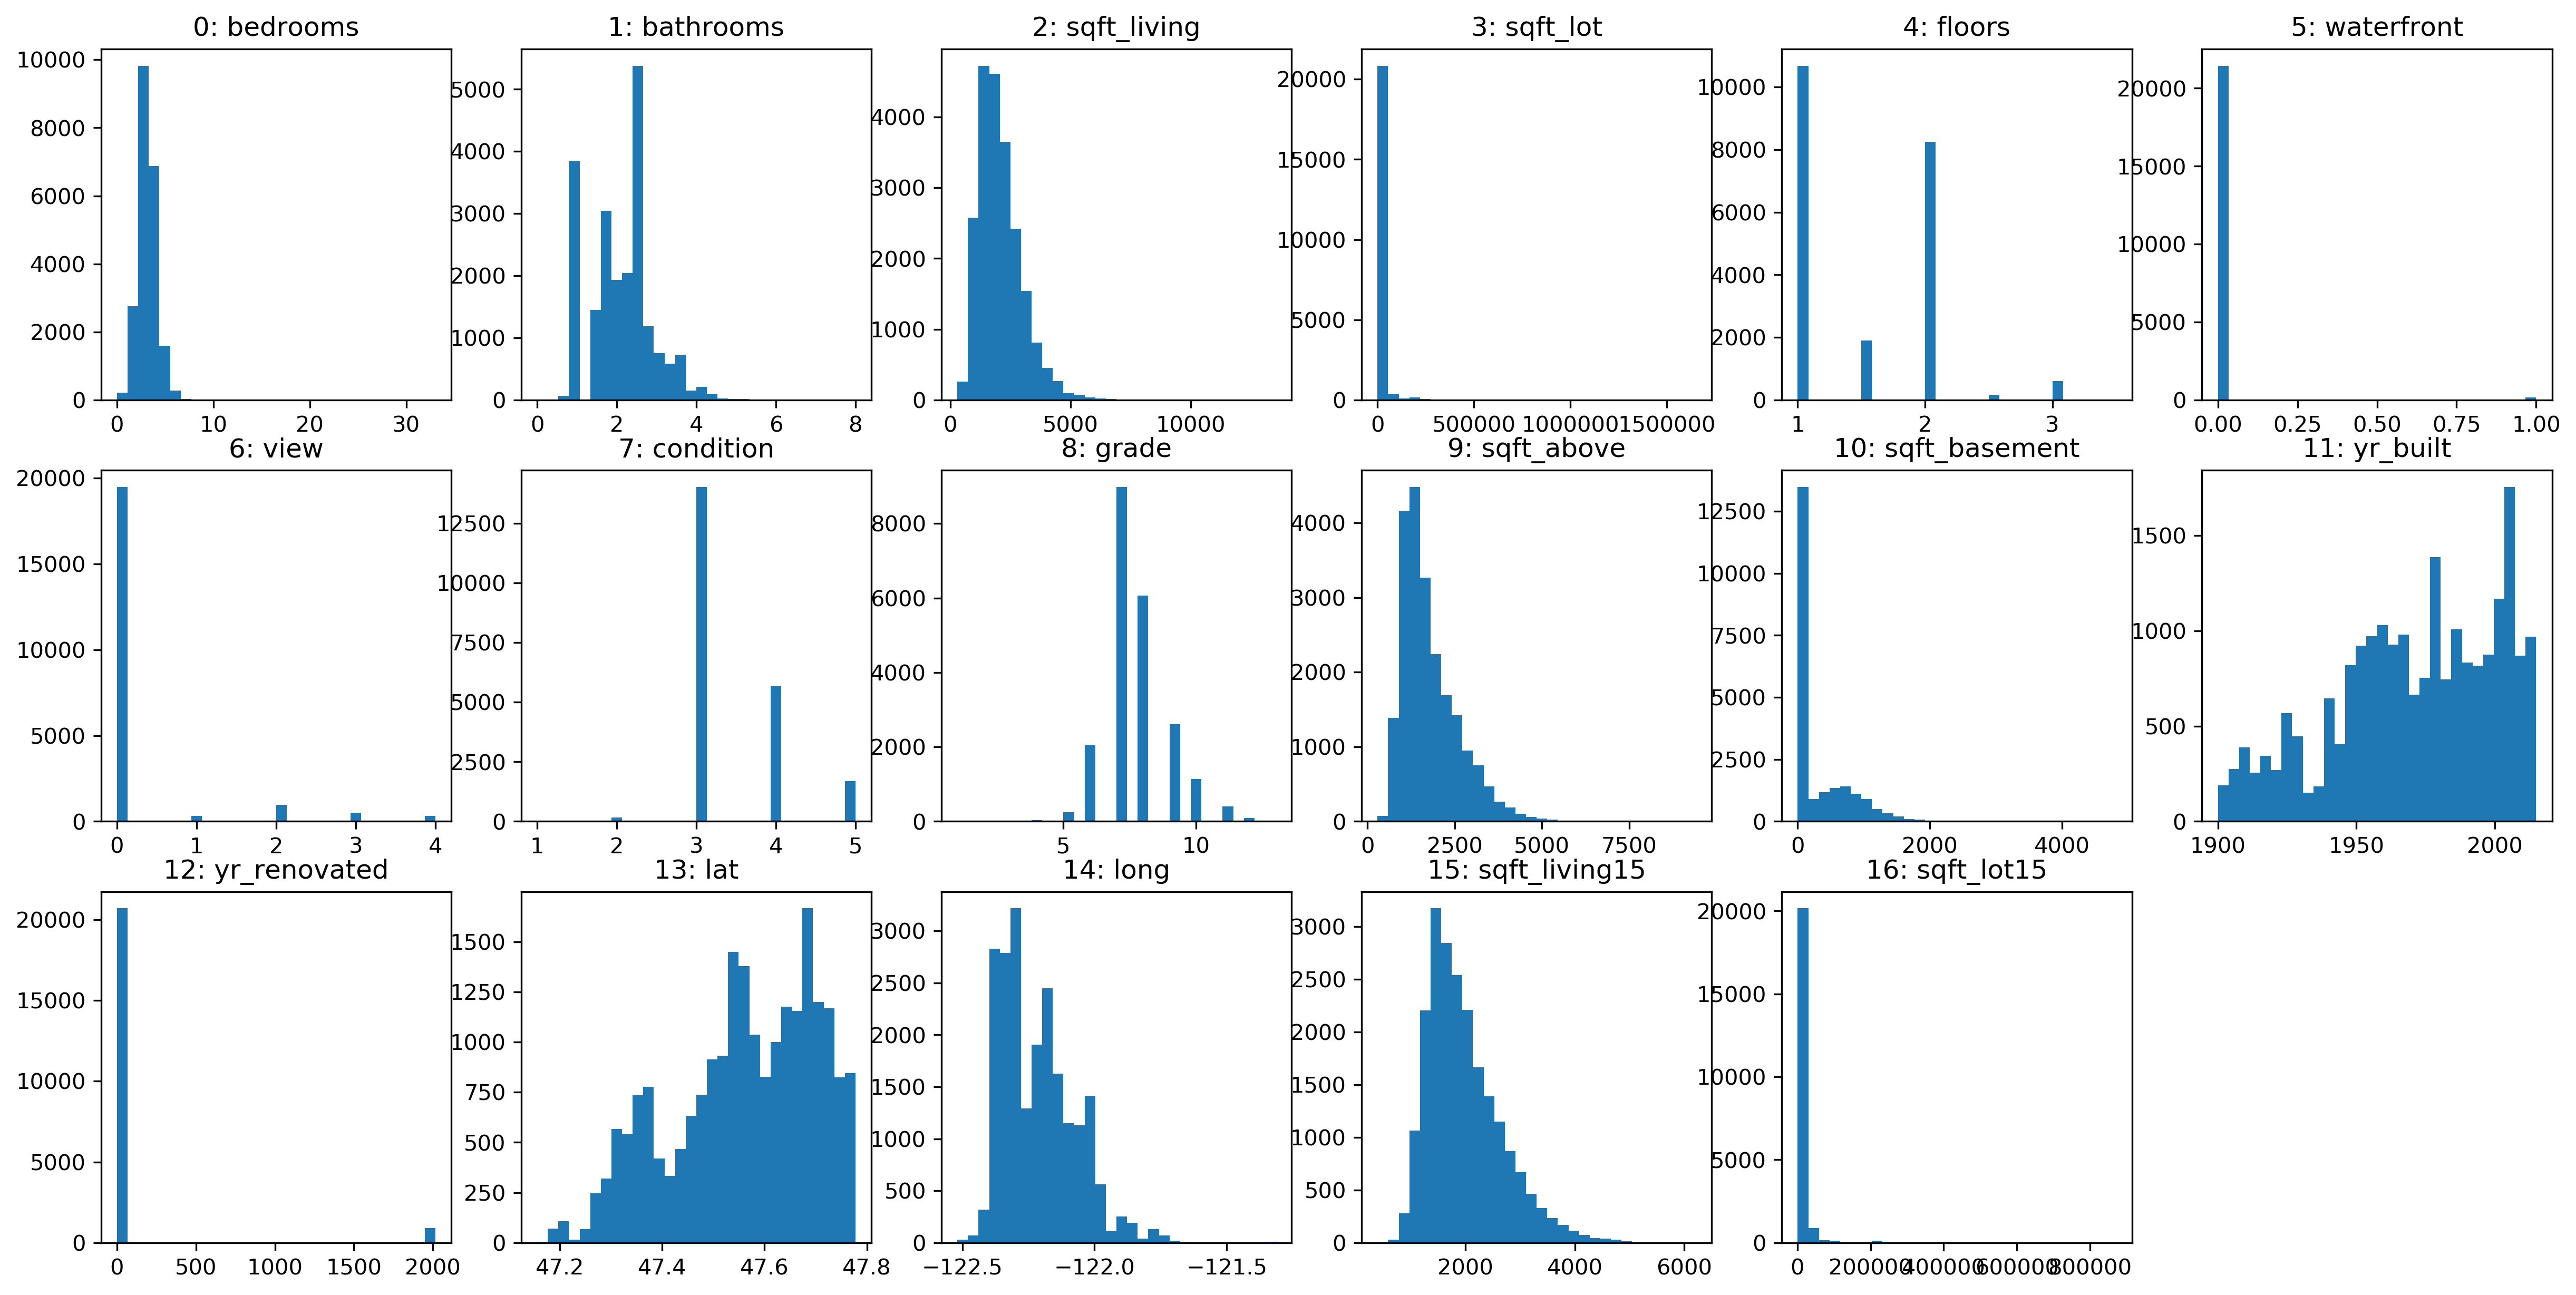 0: bedrooms
10000
8000
6000
4000
2000
0
0 10 20 30
1: bathrooms
5000
4000
3000
2000
1000
0
0 2 4 6 8
2: sqft_living
4000
3000
2000
1000
0
0 5000 10000
3: sqft_lot
20000
15000
10000
5000
0
0 500000 1000000 1500000
4: floors
10000
8000
6000
4000
2000
0
1 2 3
5: waterfront
20000
15000
10000
5000
0
0.00 0.25 0.50 0.75 1.00
6: view
20000
15000
10000
5000
0
0 1 2 3 4
7: condition
12500
10000
7500
5000
2500
0
1 2 3 4 5
8: grade
8000
6000
4000
2000
0
5 10
9: sqft_above
4000
3000
2000
1000
0
0 2500 5000 7500
10: sqft_basement
12500
10000
7500
5000
2500
0
0 2000 4000
11: yr_built
1500
1000
500
0
1900 1950 2000
12: yr_renovated
20000
15000
10000
5000
0
0 500 1000 1500 2000
13: lat
1500
1250
1000
750
500
250
0
47.2 47.4 47.6 47.8
14: long
3000
2500
2000
1500
1000
500
0
−122.5 −122.0 −121.5
15: sqft_living15
3000
2500
2000
1500
1000
500
0
2000 4000 6000
16: sqft_lot15
20000
15000
10000
5000
0
0 200000 400000 600000 800000